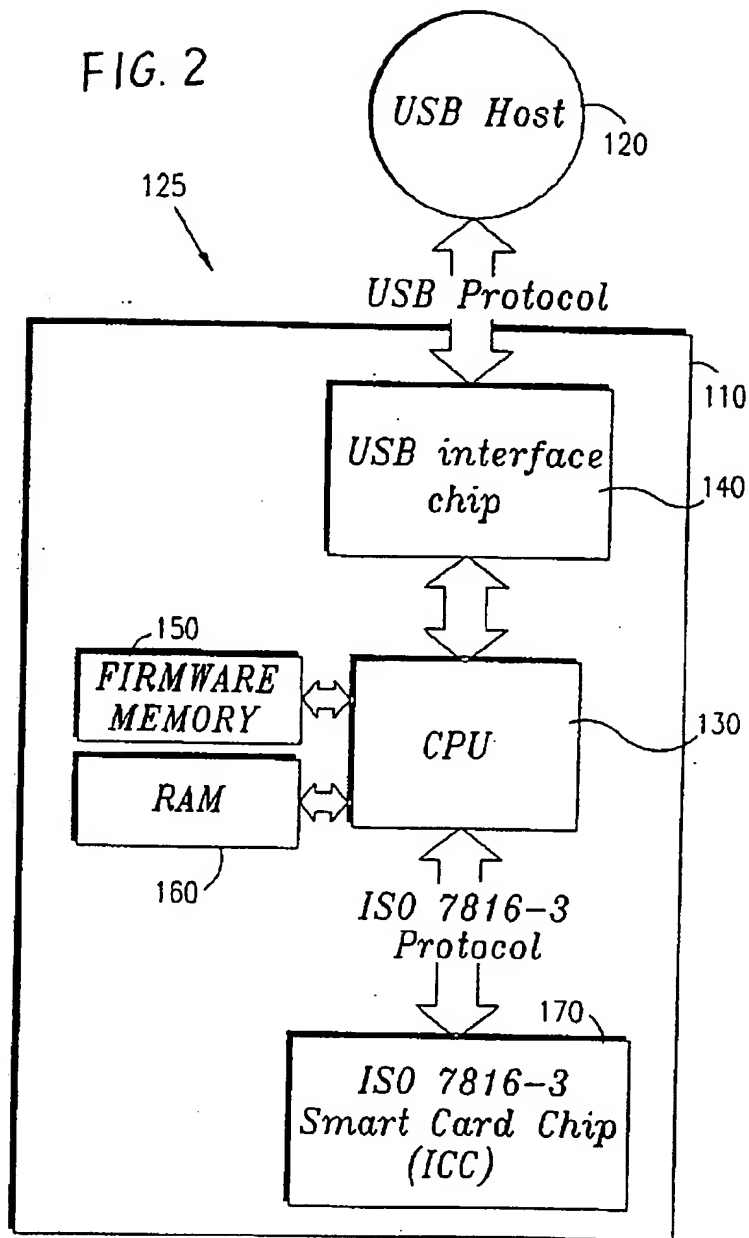 FIG. 2
USB Host
120
125
USB Protocol
110
USB interface
chip
140
150
FIRMWARE
MEMORY
CPU
130
RAM
160
ISO 7816-3
Protocol
170
ISO 7816-3
Smart Card Chip
(ICC)